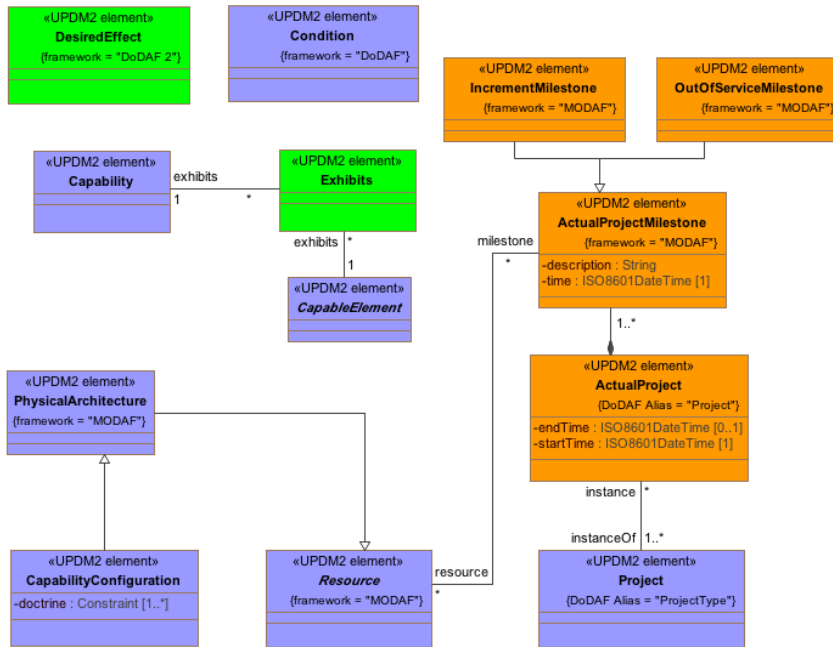 «UPDM2 element»
DesiredEffect
{framework = "DoDAF 2"}
«UPDM2 element»
Condition
{framework = "DoDAF"}
«UPDM2 element»
IncrementMilestone
{framework = "MODAF"}
«UPDM2 element»
OutOfServiceMilestone
{framework = "MODAF"}
«UPDM2 element»
Capability
exhibits
1
*
«UPDM2 element»
Exhibits
exhibits
*
1
«UPDM2 element»
CapableElement
«UPDM2 element»
ActualProjectMilestone
{framework = "MODAF"}
-description : String
-time : ISO8601DateTime [1]
milestone
*
1..*
«UPDM2 element»
ActualProject
{DoDAF Alias = "Project"}
-endTime : ISO8601DateTime [0..1]
-startTime : ISO8601DateTime [1]
instance
*
instanceOf
1..*
«UPDM2 element»
PhysicalArchitecture
{framework = "MODAF"}
«UPDM2 element»
CapabilityConfiguration
-doctrine : Constraint [1..*]
«UPDM2 element»
Resource
{framework = "MODAF"}
resource
*
«UPDM2 element»
Project
{DoDAF Alias = "ProjectType"}